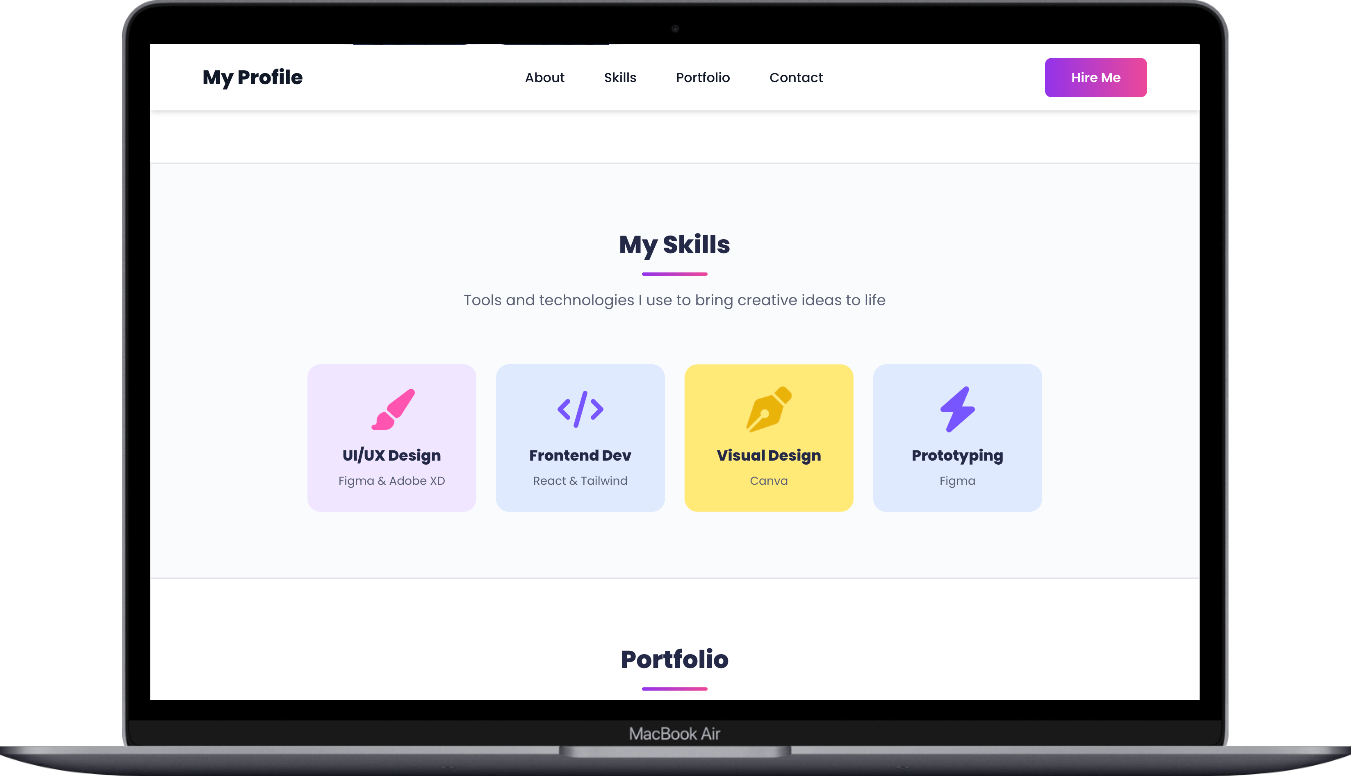 My Profile
About
Skills
Portfolio
Contact
Hire Me
My Skills
Tools and technologies I use to bring creative ideas to life
UI/UX Design
Figma & Adobe XD
Frontend Dev
React & Tailwind
Visual Design
Canva
Prototyping
Figma
Portfolio
MacBook Air